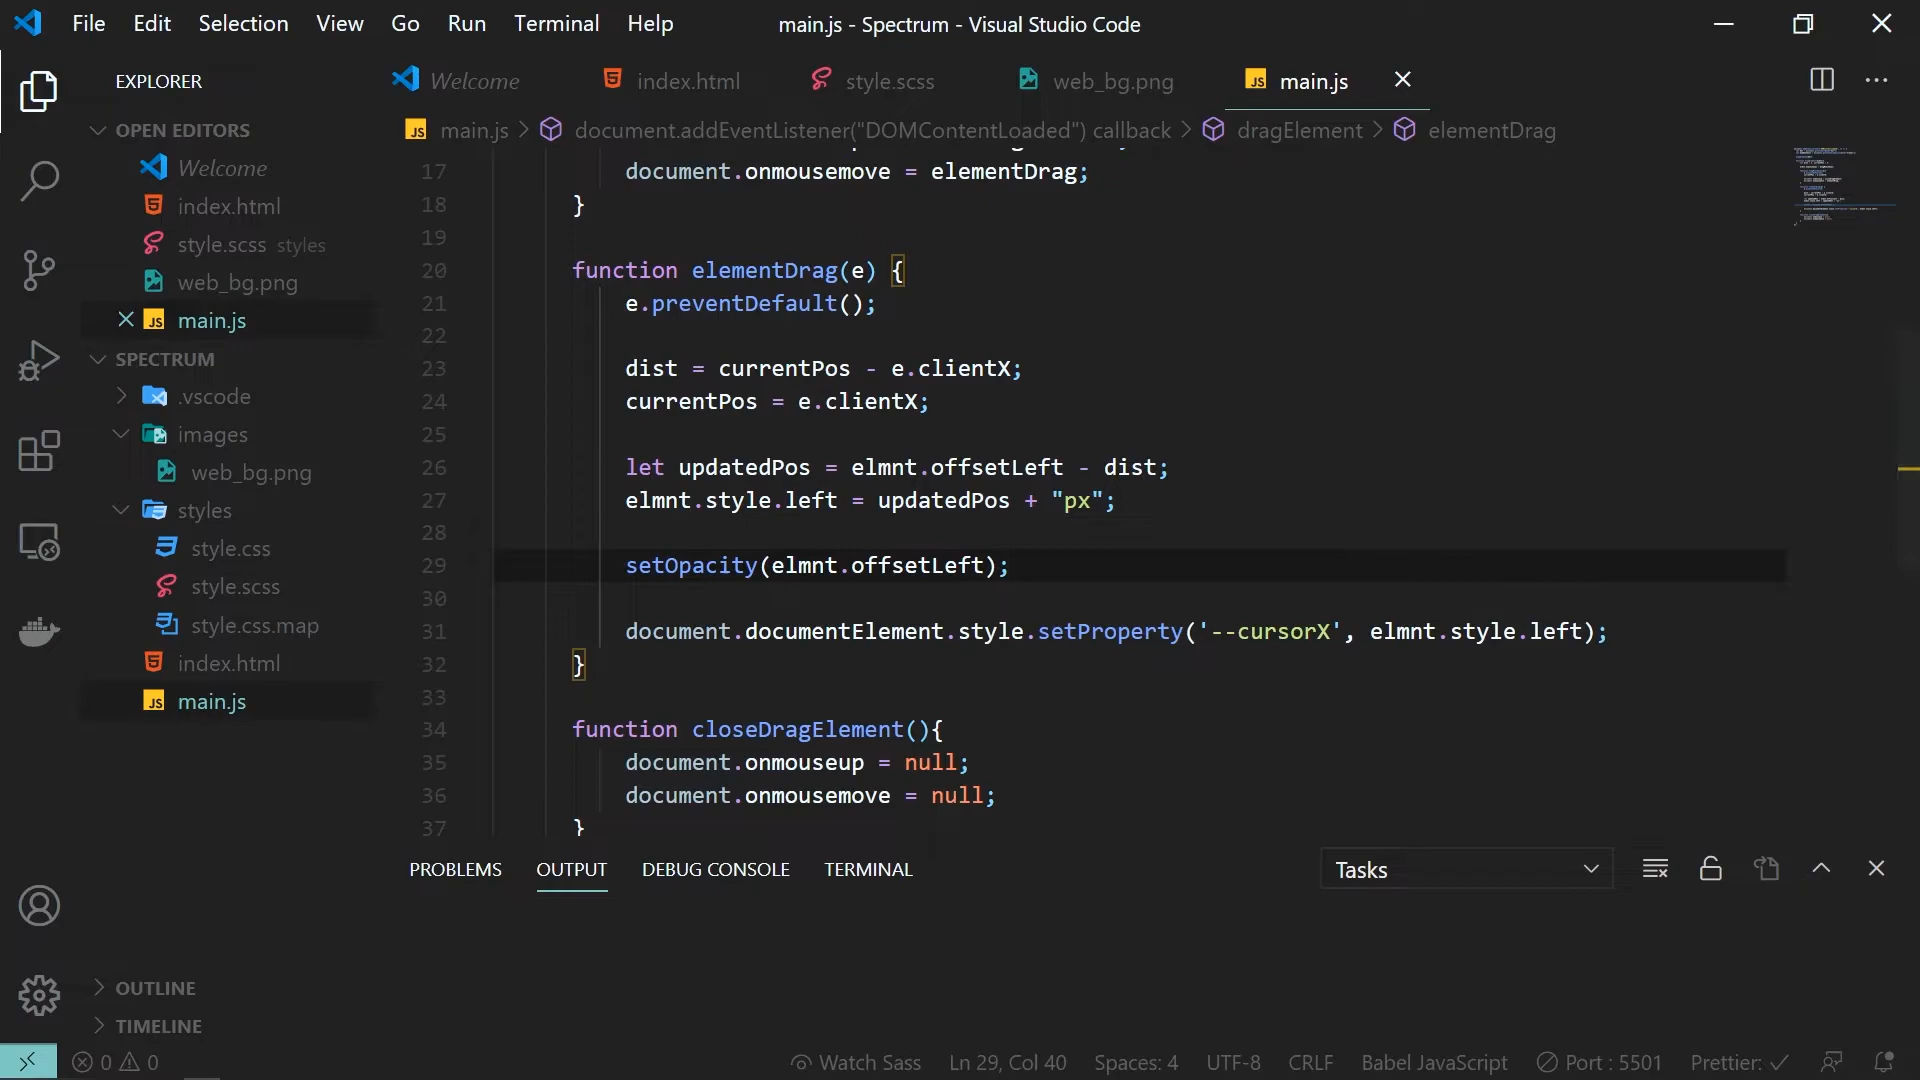 File Edit Selection View Go Run Terminal Help main.js - Spectrum - Visual Studio Code
EXPLORER
OPEN EDITORS
Welcome
index.html
style.scss styles
web_bg.png
main.js
SPECTRUM
.vscode
images
web_bg.png
styles
style.css
style.scss
style.css.map
index.html
main.js
OUTLINE
TIMELINE
Welcome index.html style.scss web_bg.png main.js
main.js > document.addEventListener("DOMContentLoaded") callback > dragElement > elementDrag
17 document.onmousemove = elementDrag;
18 }
19
20 function elementDrag(e) {
21 e.preventDefault();
22
23 dist = currentPos - e.clientX;
24 currentPos = e.clientX;
25
26 let updatedPos = elmnt.offsetLeft - dist;
27 elmnt.style.left = updatedPos + "px";
28
29 setOpacity(elmnt.offsetLeft);
30
31 document.documentElement.style.setProperty('--cursorX', elmnt.style.left);
32 }
33
34 function closeDragElement(){
35 document.onmouseup = null;
36 document.onmousemove = null;
37 }
PROBLEMS OUTPUT DEBUG CONSOLE TERMINAL Tasks
0 0 Watch Sass Ln 29, Col 40 Spaces: 4 UTF-8 CRLF Babel JavaScript Port : 5501 Prettier: ✓